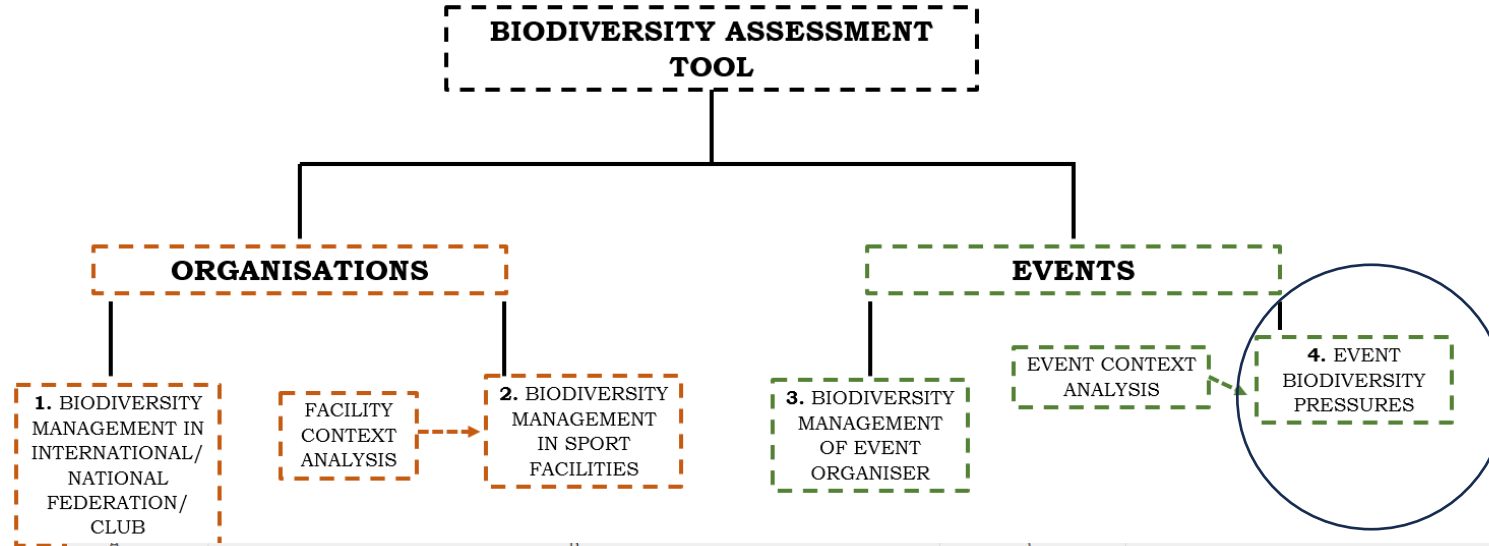 BIODIVERSITY ASSESSMENT
TOOL
ORGANISATIONS
EVENTS
1. BIODIVERSITY
MANAGEMENT IN
INTERNATIONAL/
NATIONAL
FEDERATION/
CLUB
FACILITY
CONTEXT
ANALYSIS
2. BIODIVERSITY
MANAGEMENT
IN SPORT
FACILITIES
3. BIODIVERSITY
MANAGEMENT
OF EVENT
ORGANISER
EVENT CONTEXT
ANALYSIS
4. EVENT
BIODIVERSITY
PRESSURES